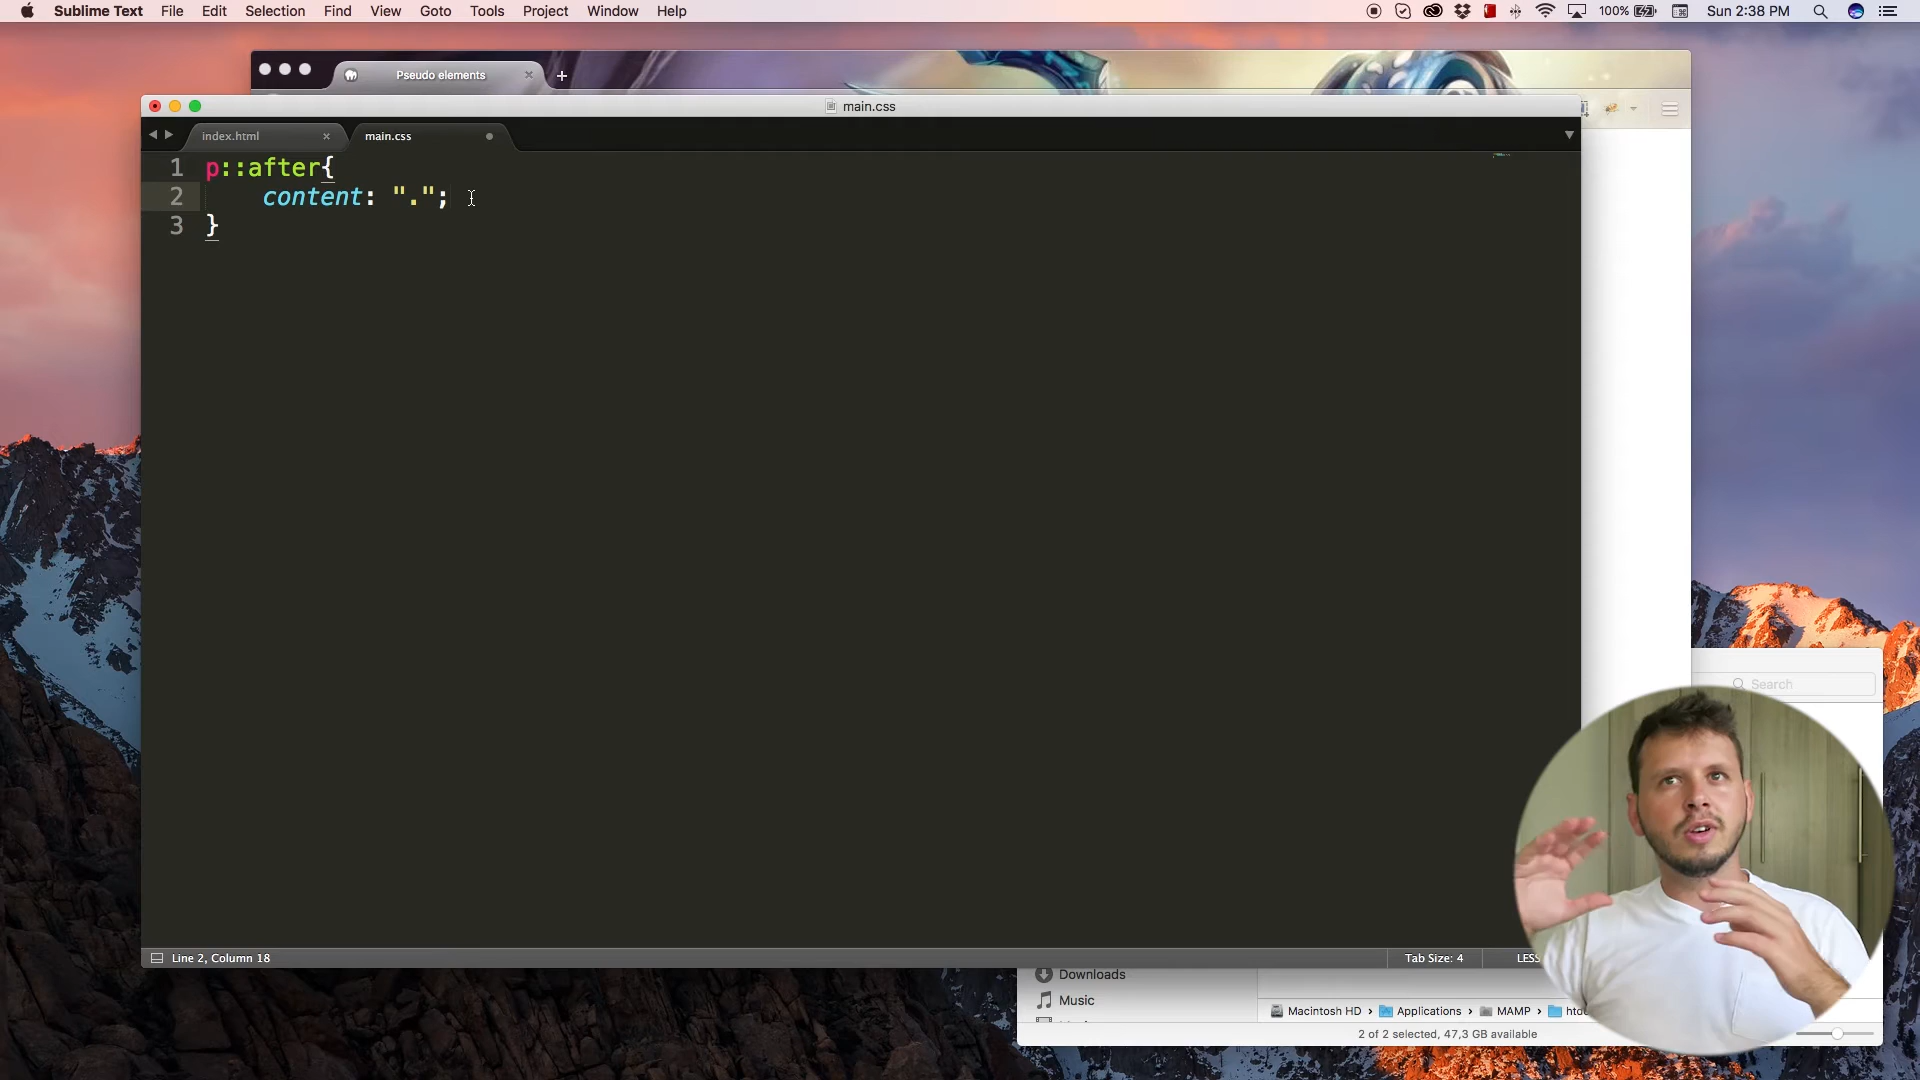 Sublime Text File Edit Selection Find View Goto Tools Project Window Help 100% Sun 2:38 PM
Pseudo elements
main.css
index.html main.css
1 p::after{
2 content: ".";
3 }
Search
Line 2, Column 18 Tab Size: 4 LESS
Downloads
Music
Macintosh HD › Applications › MAMP ›
2 of 2 selected, 47,3 GB available